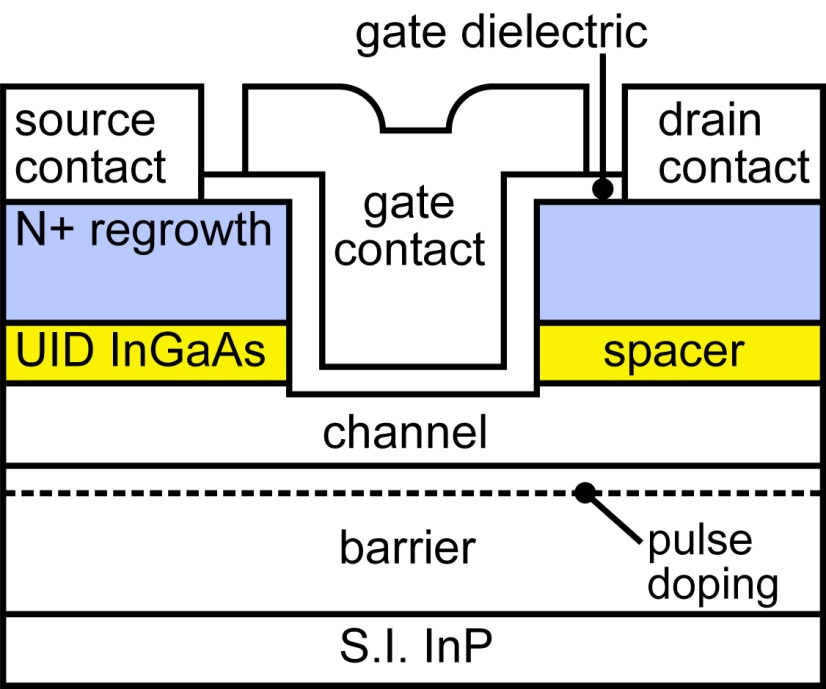 gate dielectric
source
contact
drain
contact
gate
contact
N+ regrowth
UID InGaAs
spacer
channel
barrier
pulse
doping
S.I. InP